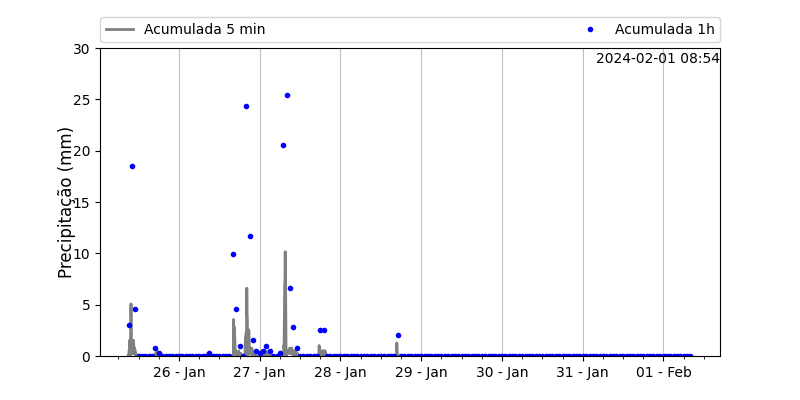 Acumulada 5 min Acumulada 1h
2024-02-01 08:54
Precipitação (mm)
30
25
20
15
10
5
0
26 - Jan 27 - Jan 28 - Jan 29 - Jan 30 - Jan 31 - Jan 01 - Feb